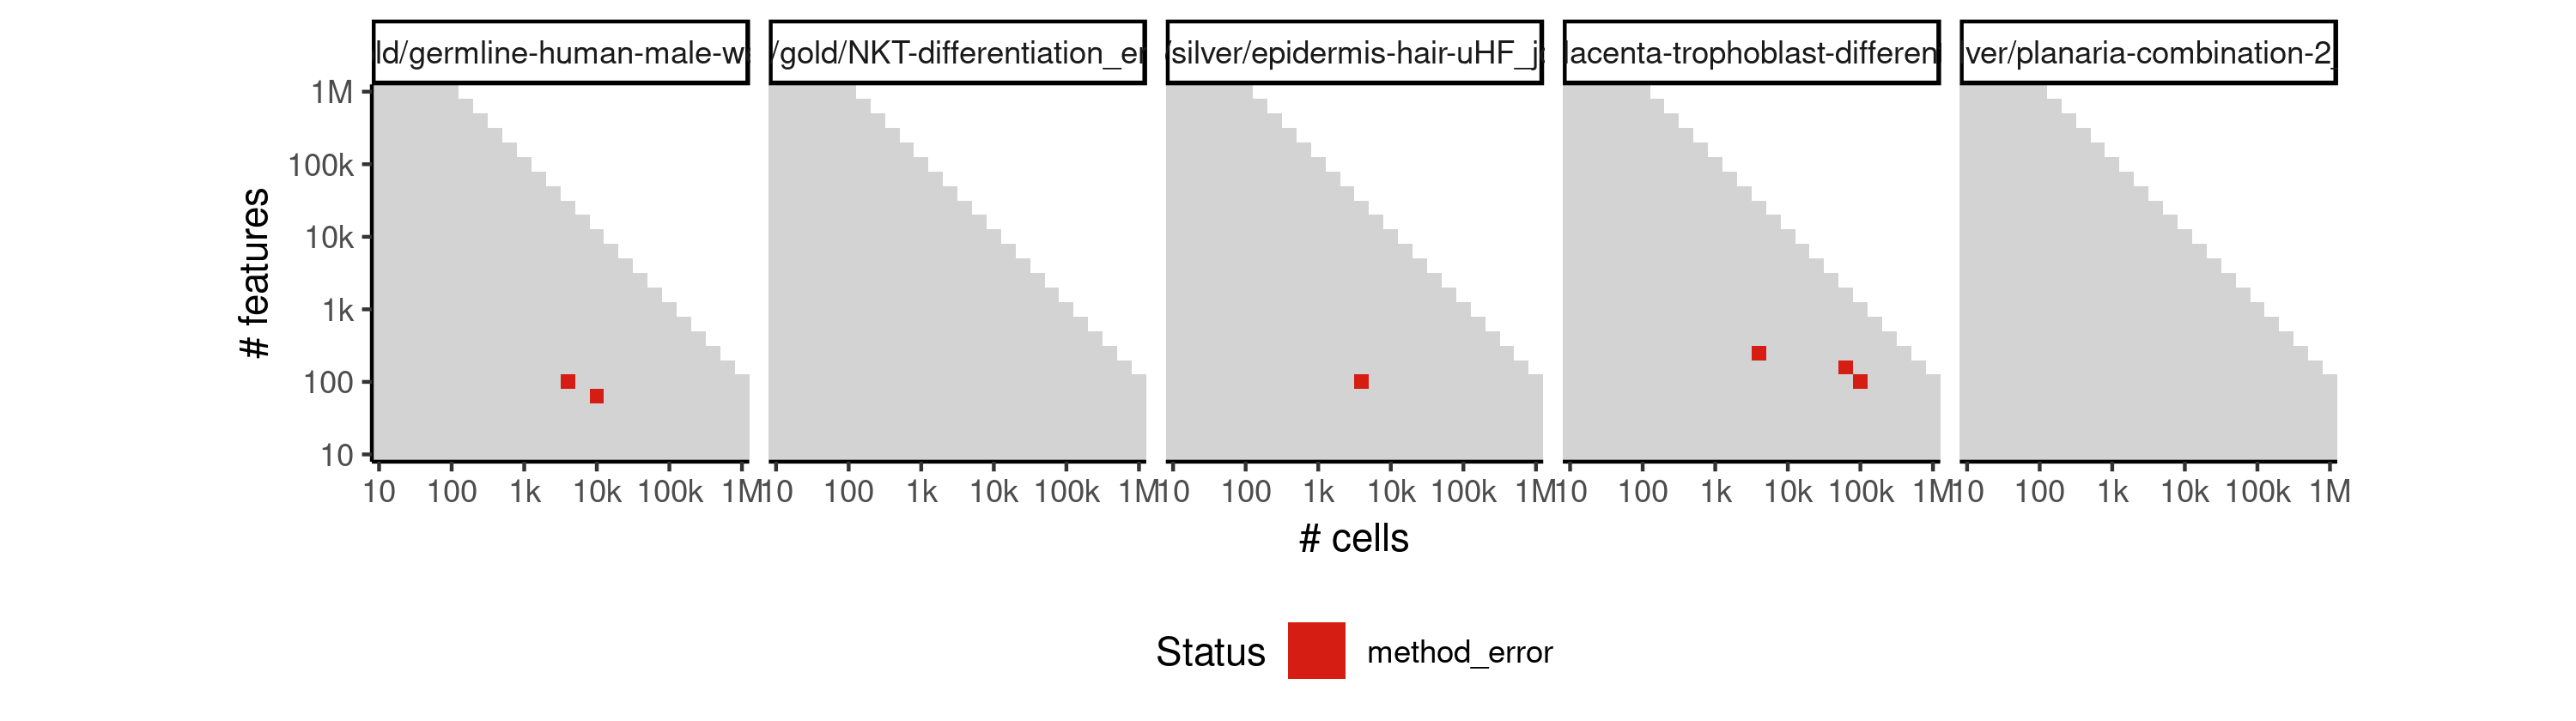 ld/germline-human-male-w
/gold/NKT-differentiation_er
/silver/epidermis-hair-uHF_j
lacenta-trophoblast-differen
ver/planaria-combination-2
1M
100k
10k
1k
100
10
# features
10 100 1k 10k 100k 1M
10 100 1k 10k 100k 1M
10 100 1k 10k 100k 1M
10 100 1k 10k 100k 1M
10 100 1k 10k 100k 1M
# cells
Status method_error